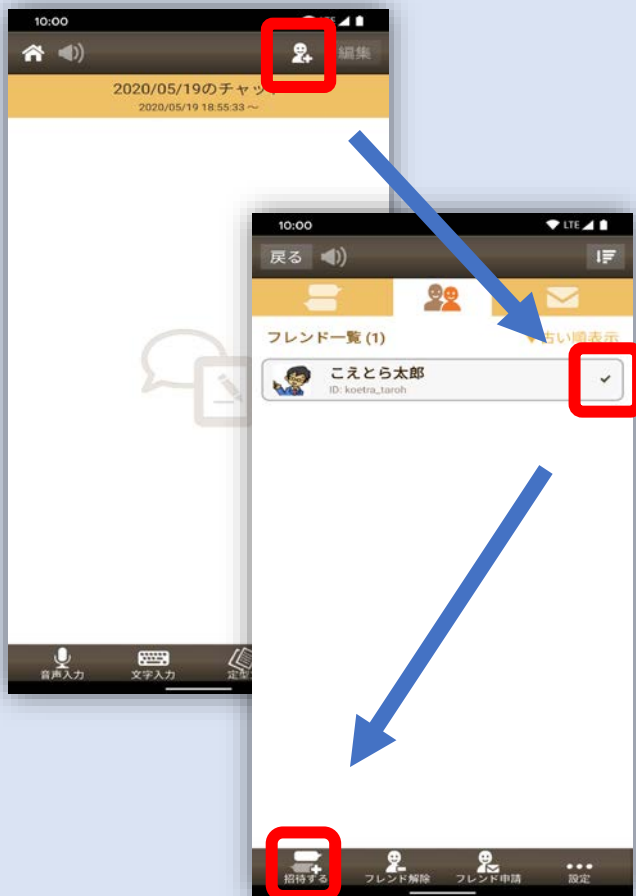 10:00
編集
2020/05/19のチャッ
2020/05/19 18:55:33 ～
音声入力
文字入力
10:00
LTE
戻る
フレンド一覧 (1)
古い順表示
こえとら太郎
ID: koetra_taroh
招待する
フレンド解除
フレンド申請
設定